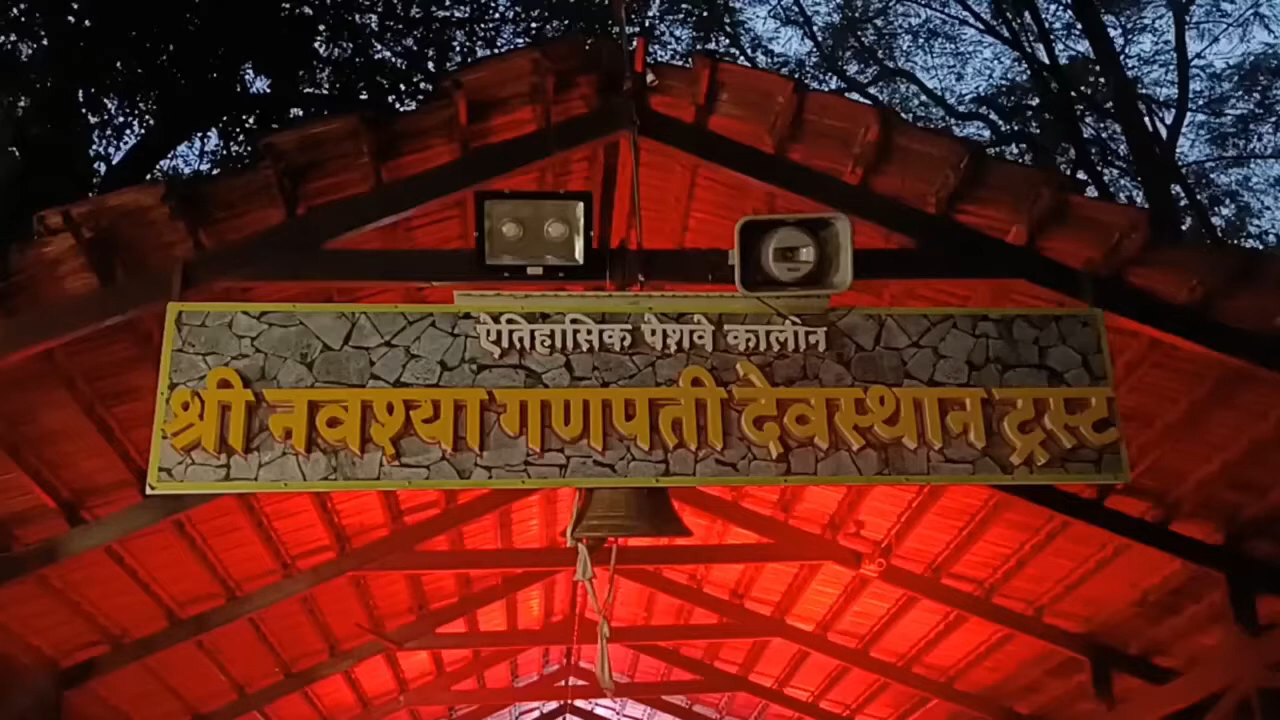 ऐतिहासिक पेशवे कालीन
श्री नवश्या गणपती देवस्थान ट्रस्ट